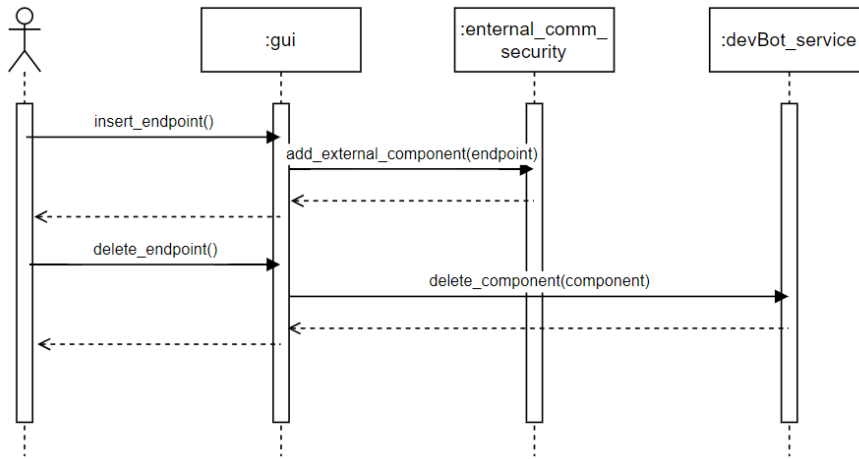 :gui
:enternal_comm_
security
:devBot_service
insert_endpoint()
add_external_component(endpoint)
delete_endpoint()
delete_component(component)